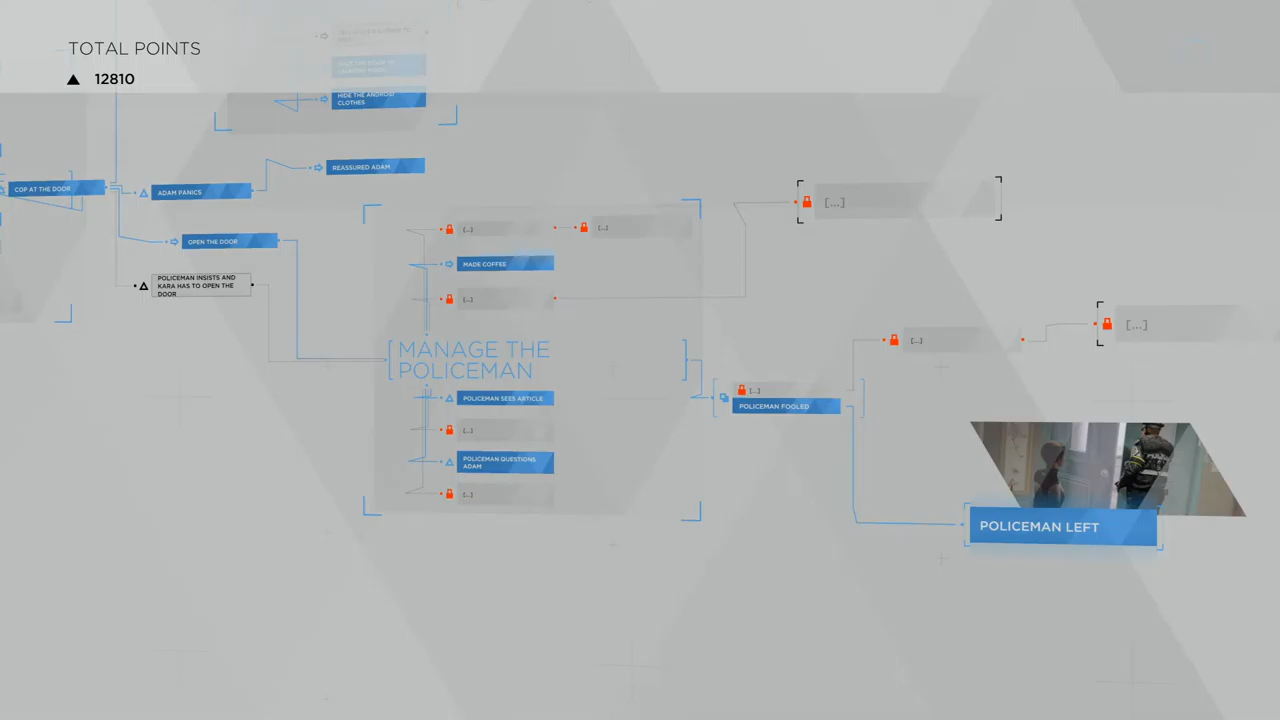 TOTAL POINTS
12810
HIDE THE ANDROID
CLOTHES
COP AT THE DOOR
ADAM PANICS
REASSURED ADAM
OPEN THE DOOR
POLICEMAN INSISTS AND
KARA HAS TO OPEN THE
DOOR
[...]
[...]
[...]
MADE COFFEE
[...]
MANAGE THE
POLICEMAN
[...]
[...]
[...]
POLICEMAN FOOLED
POLICEMAN SEES ARTICLE
[...]
POLICEMAN QUESTIONS
ADAM
[...]
POLICEMAN LEFT